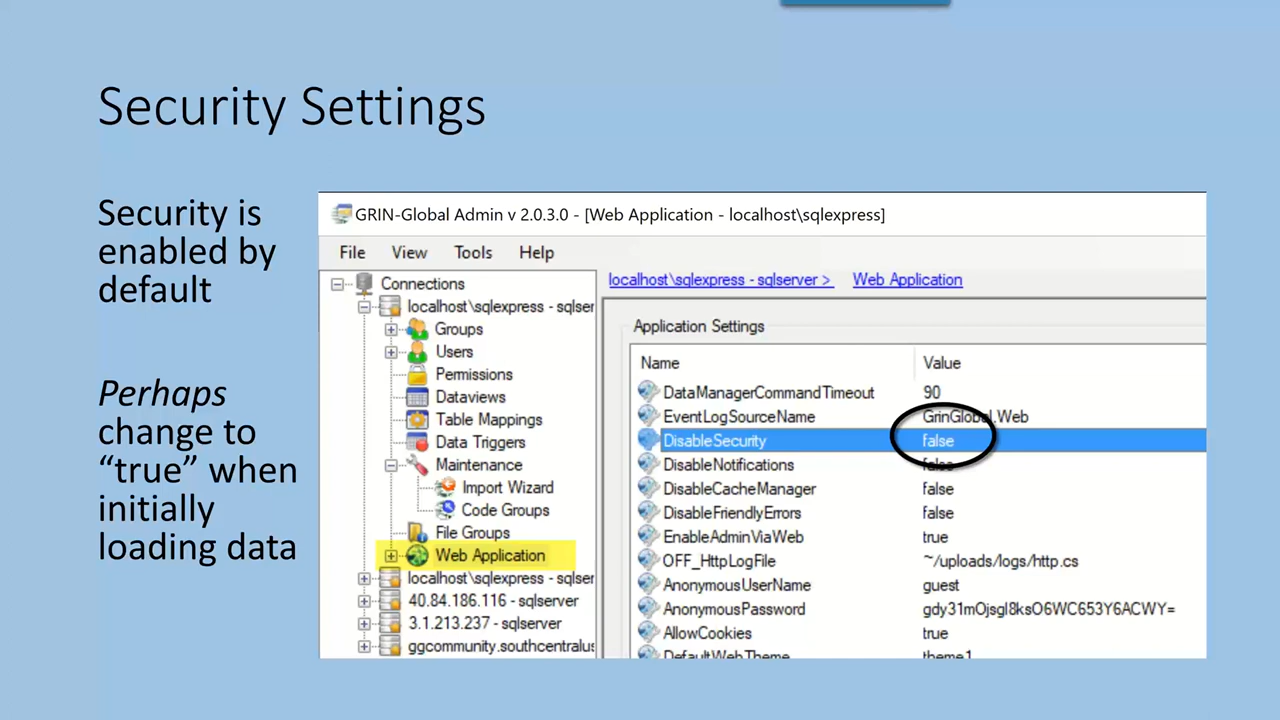 Security Settings
Security is
enabled by
default
Perhaps
change to
“true” when
initially
loading data
GRIN-Global Admin v 2.0.3.0 - [Web Application - localhost\sqlexpress]
File View Tools Help
Connections
localhost\sqlexpress - sqlser
Groups
Users
Permissions
Dataviews
Table Mappings
Data Triggers
Maintenance
Import Wizard
Code Groups
File Groups
Web Application
localhost\sqlexpress - sqlser
40.84.186.116 - sqlserver
3.1.213.237 - sqlserver
ggcommunity.southcentralus
localhost\sqlexpress - sqlserver > Web Application
Application Settings
Name Value
DataManagerCommandTimeout 90
EventLogSourceName GrinGlobal.Web
DisableSecurity false
DisableNotifications false
DisableCacheManager false
DisableFriendlyErrors false
EnableAdminViaWeb true
OFF_HttpLogFile ~/uploads/logs/http.cs
AnonymousUserName guest
AnonymousPassword gdy31mOjsgI8ksO6WC653Y6ACWY=
AllowCookies true
DefaultWebTheme theme1